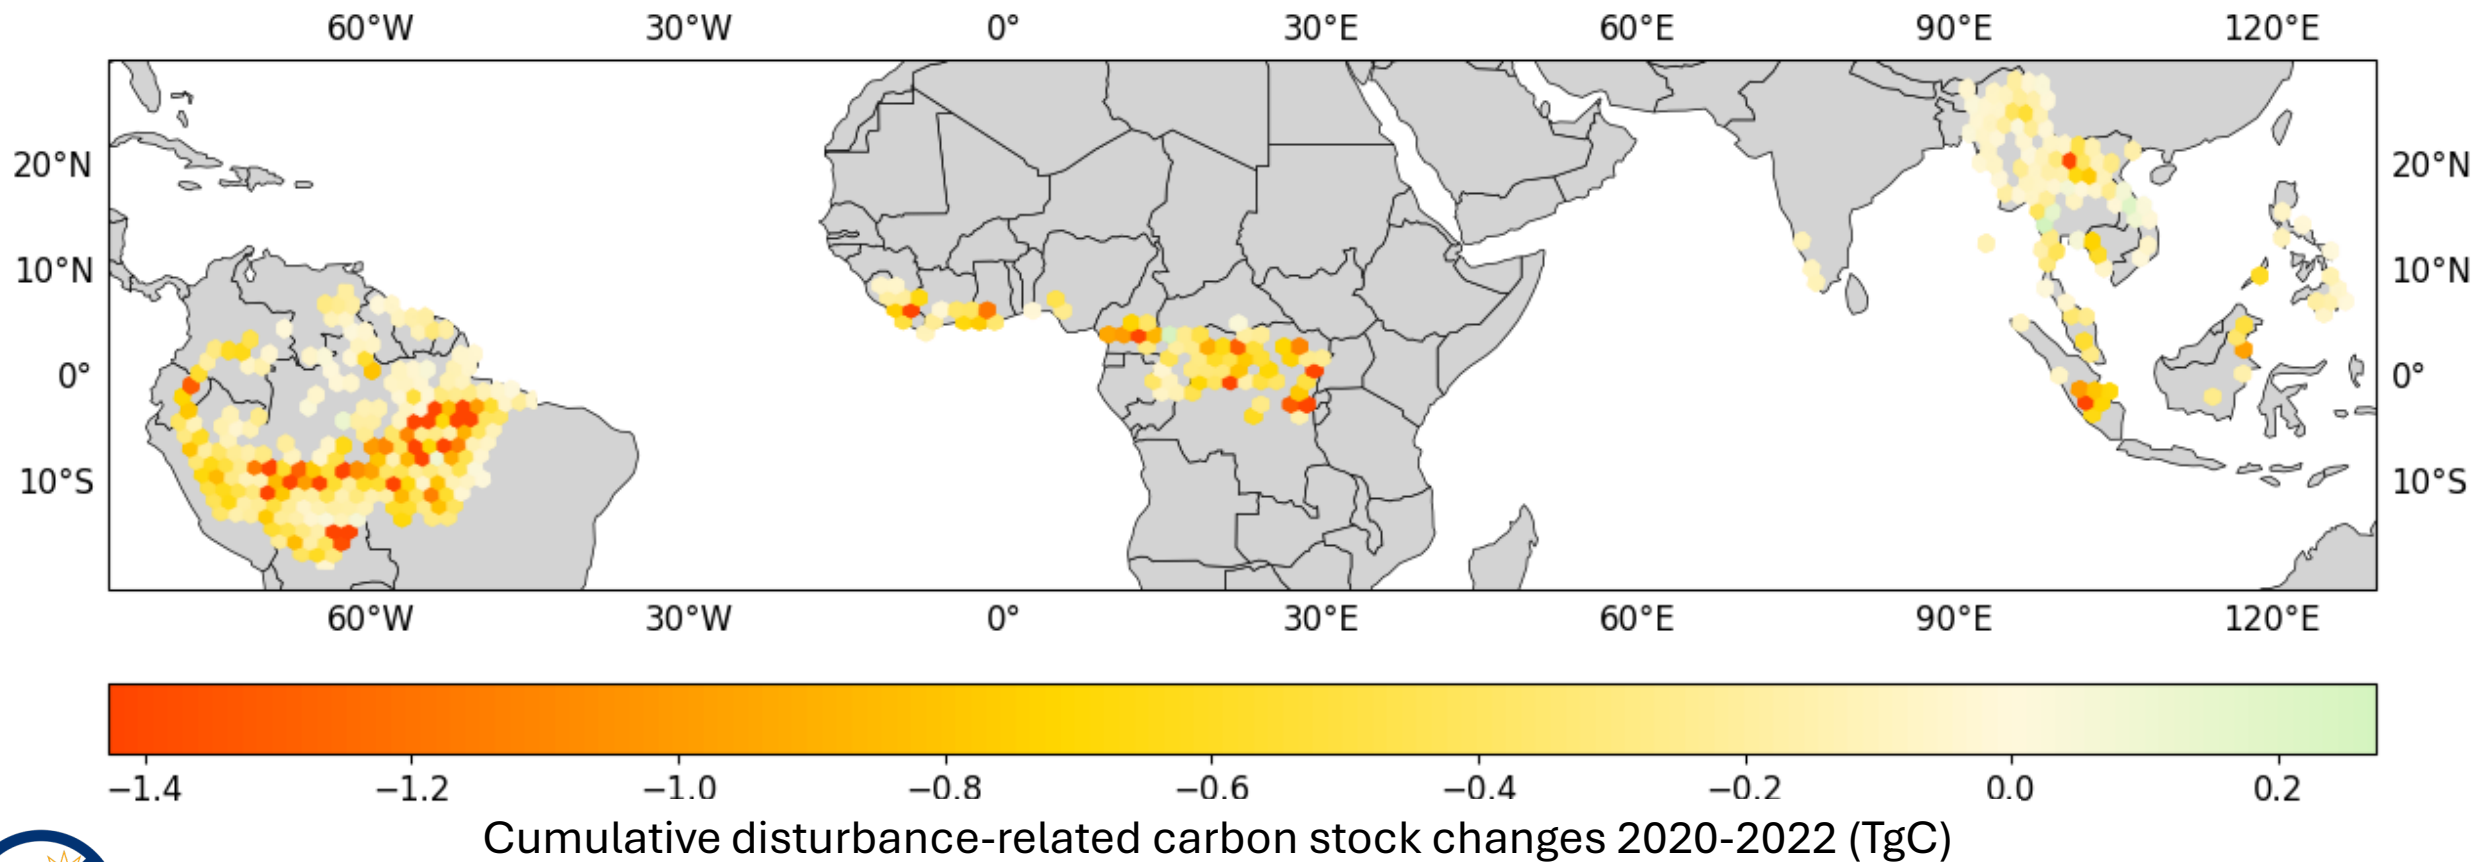 60°W 30°W 0° 30°E 60°E 90°E 120°E
20°N 20°N
10°N 10°N
0° 0°
10°S 10°S
60°W 30°W 0° 30°E 60°E 90°E 120°E
−1.4 −1.2 −1.0 −0.8 −0.6 −0.4 −0.2 0.0 0.2
Cumulative disturbance-related carbon stock changes 2020-2022 (TgC)